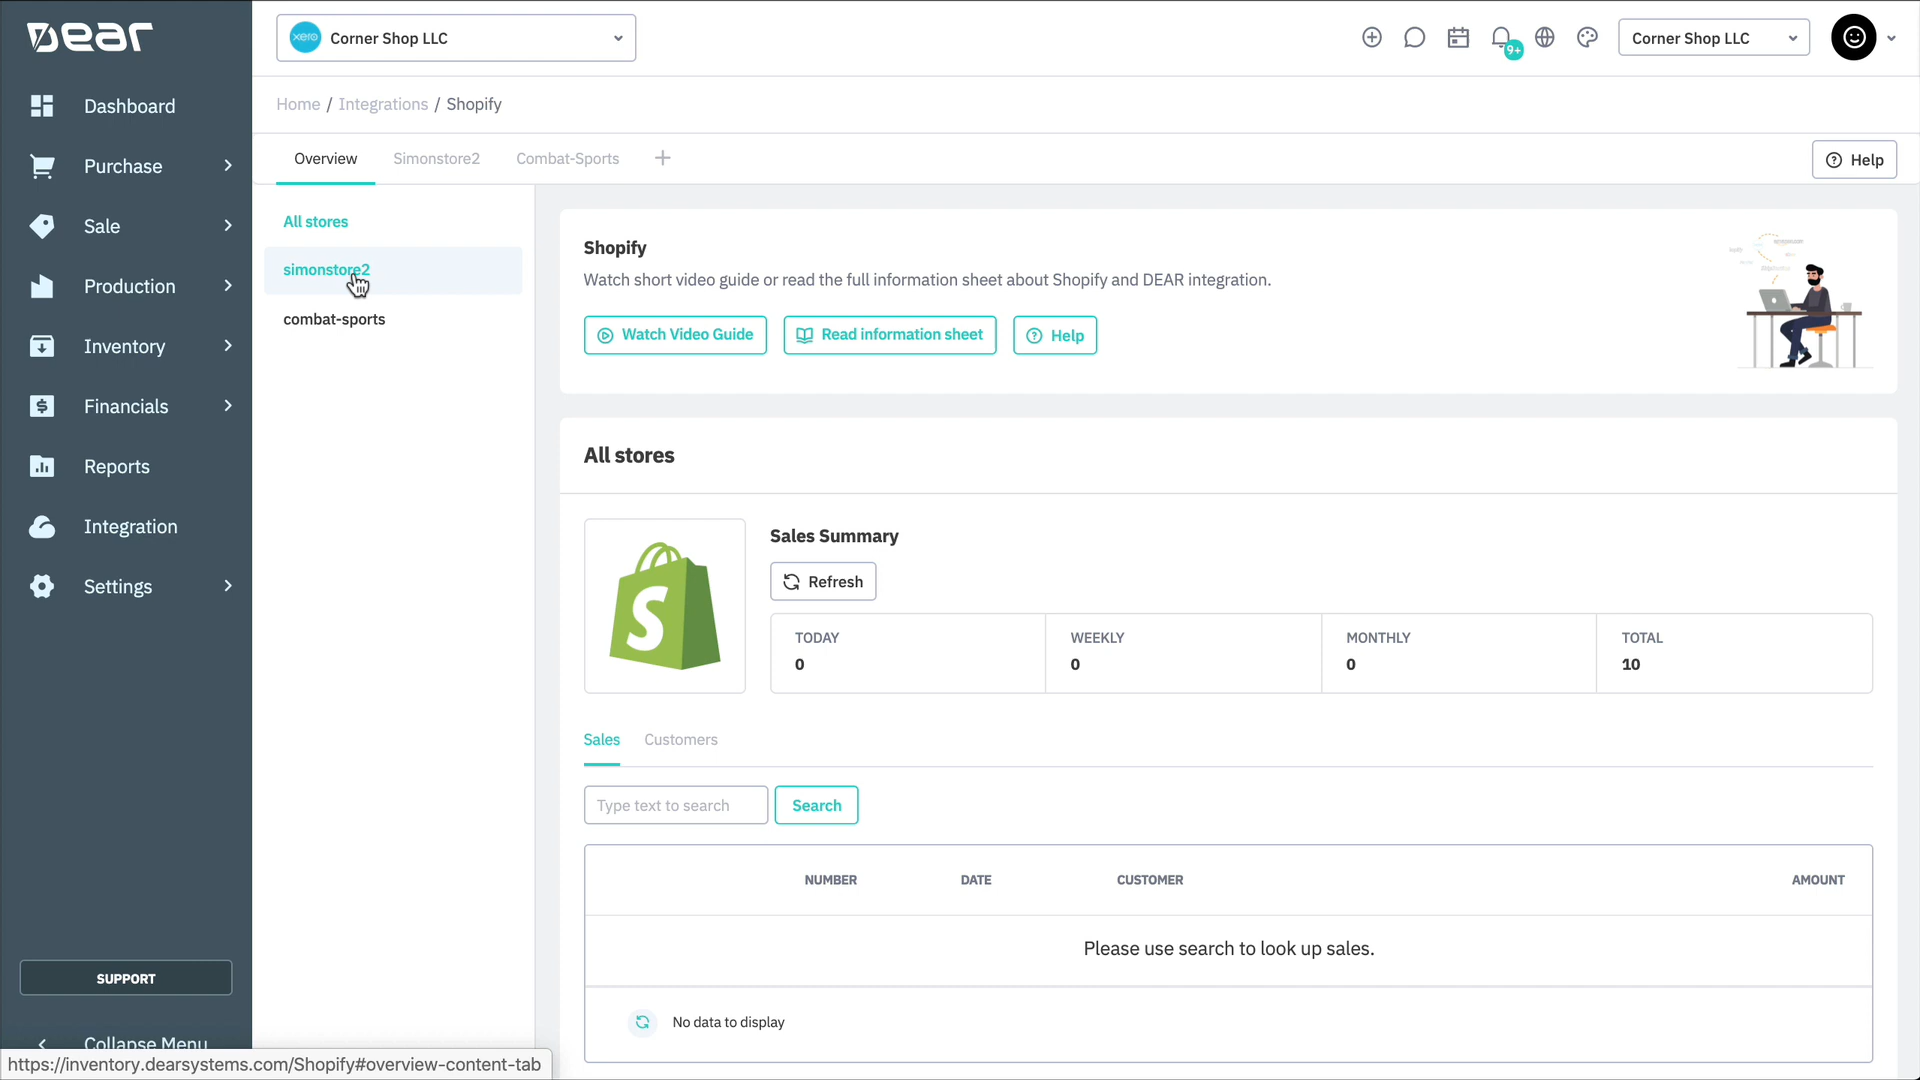 DEAR
xero
Corner Shop LLC
9+
Corner Shop LLC
Dashboard
Purchase
Sale
Production
Inventory
Financials
Reports
Integration
Settings
SUPPORT
Collapse Menu
Home / Integrations / Shopify
Overview
Simonstore2
Combat-Sports
Help
All stores
simonstore2
combat-sports
Shopify
Watch short video guide or read the full information sheet about Shopify and DEAR integration.
Watch Video Guide
Read information sheet
Help
All stores
S
Sales Summary
Refresh
TODAY
0
WEEKLY
0
MONTHLY
0
TOTAL
10
Sales
Customers
Type text to search
Search
NUMBER
DATE
CUSTOMER
AMOUNT
Please use search to look up sales.
No data to display
https://inventory.dearsystems.com/Shopify#overview-content-tab